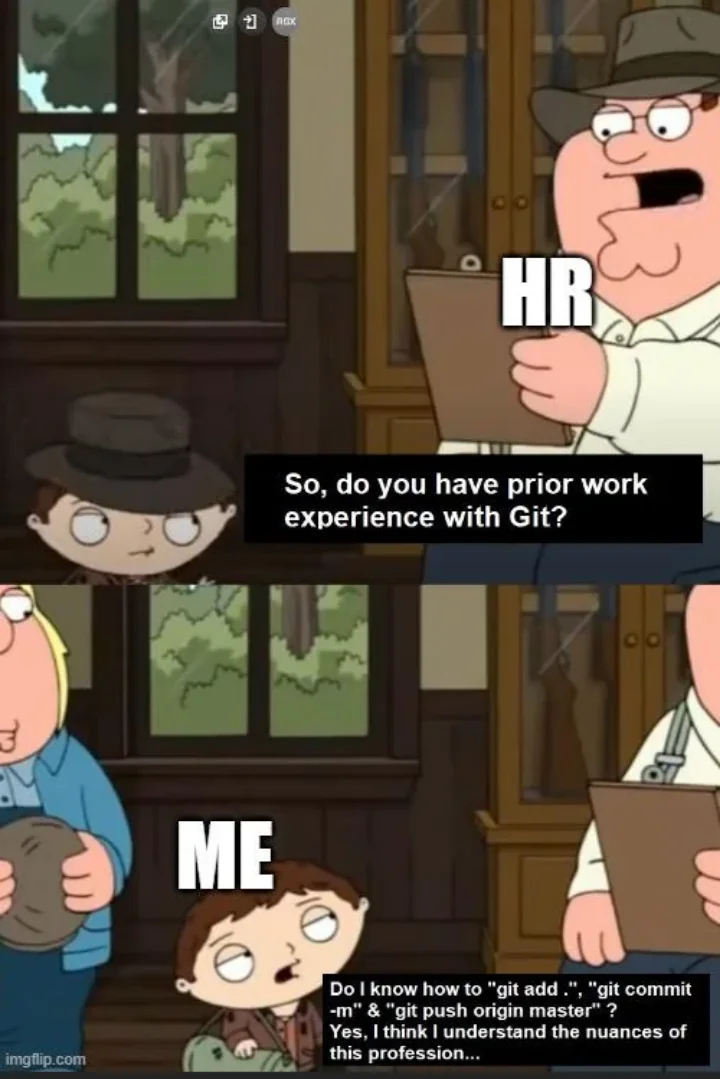 RBX
HR
So, do you have prior work
experience with Git?
ME
Do I know how to "git add .", "git commit
-m" & "git push origin master" ?
Yes, I think I understand the nuances of
this profession...
imgflip.com